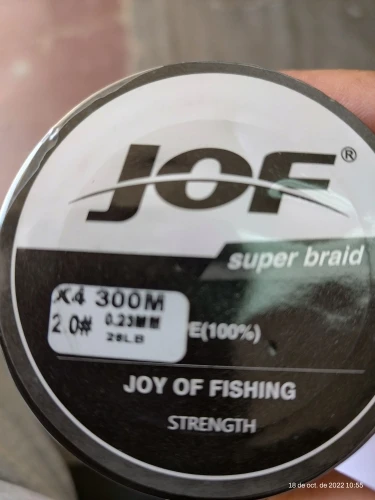 JOF®
super braid
X4 300M
2.0# 0.23MM
28LB
PE(100%)
JOY OF FISHING
STRENGTH
18 de oct. de 2022 10:55